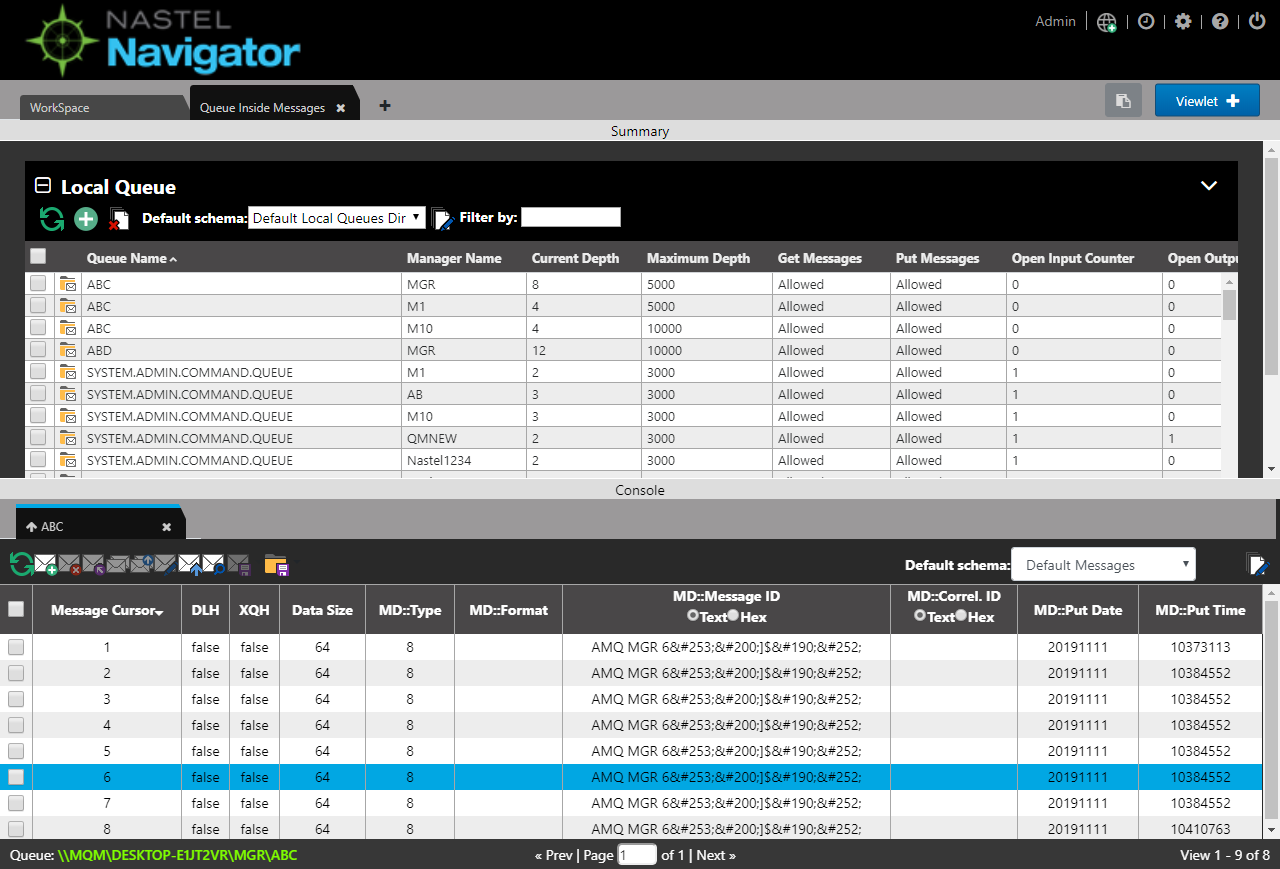 NASTEL
Navigator
Admin
WorkSpace
Queue Inside Messages
Viewlet
Summary
Local Queue
Default schema: Default Local Queues Dir Filter by:
Queue Name Manager Name Current Depth Maximum Depth Get Messages Put Messages Open Input Counter Open Outpu
ABC MGR 8 5000 Allowed Allowed 0 0
ABC M1 4 5000 Allowed Allowed 0 0
ABC M10 4 10000 Allowed Allowed 0 0
ABD MGR 12 10000 Allowed Allowed 0 0
SYSTEM.ADMIN.COMMAND.QUEUE M1 2 3000 Allowed Allowed 1 0
SYSTEM.ADMIN.COMMAND.QUEUE AB 3 3000 Allowed Allowed 1 0
SYSTEM.ADMIN.COMMAND.QUEUE M10 3 3000 Allowed Allowed 1 0
SYSTEM.ADMIN.COMMAND.QUEUE QMNEW 2 3000 Allowed Allowed 1 1
SYSTEM.ADMIN.COMMAND.QUEUE Nastel1234 2 3000 Allowed Allowed 1 0
Console
ABC
Default schema: Default Messages
Message Cursor DLH XQH Data Size MD::Type MD::Format MD::Message ID Text Hex MD::Correl. ID Text Hex MD::Put Date MD::Put Time
1 false false 64 8 AMQ MGR 6&#253;&#200;]$&#190;&#252; 20191111 10373113
2 false false 64 8 AMQ MGR 6&#253;&#200;]$&#190;&#252; 20191111 10384552
3 false false 64 8 AMQ MGR 6&#253;&#200;]$&#190;&#252; 20191111 10384552
4 false false 64 8 AMQ MGR 6&#253;&#200;]$&#190;&#252; 20191111 10384552
5 false false 64 8 AMQ MGR 6&#253;&#200;]$&#190;&#252; 20191111 10384552
6 false false 64 8 AMQ MGR 6&#253;&#200;]$&#190;&#252; 20191111 10384552
7 false false 64 8 AMQ MGR 6&#253;&#200;]$&#190;&#252; 20191111 10384552
8 false false 64 8 AMQ MGR 6&#253;&#200;]$&#190;&#252; 20191111 10410763
Queue: \\MQM\DESKTOP-E1JT2VR\MGR\ABC « Prev | Page 1 of 1 | Next » View 1 - 9 of 8